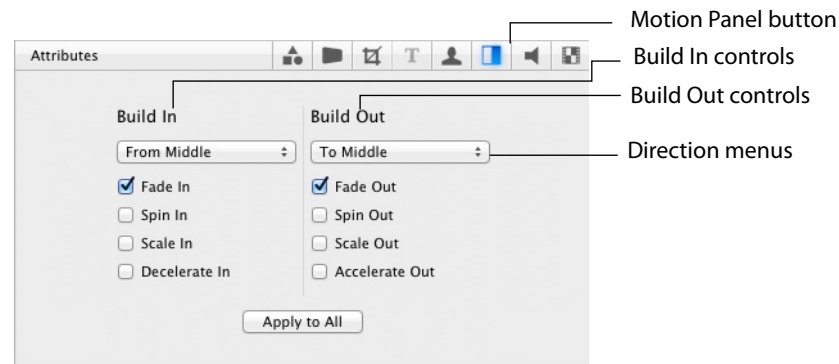 Motion Panel button
Attributes
T
Build In controls
Build Out controls
Build In
Build Out
From Middle
To Middle
Direction menus
Fade In
Fade Out
Spin In
Spin Out
Scale In
Scale Out
Decelerate In
Accelerate Out
Apply to All